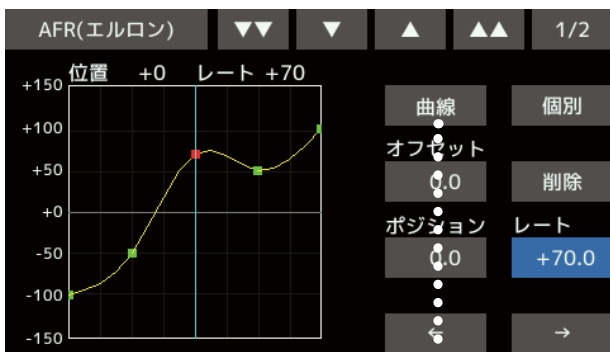 AFR(エルロン) ▼▼ ▼ ▲ ▲▲ 1/2
位置 +0 レート +70
+150
+100
+50
+0
-50
-100
-150
曲線 個別
オフセット
0.0 削除
ポジション レート
0.0 +70.0
← →